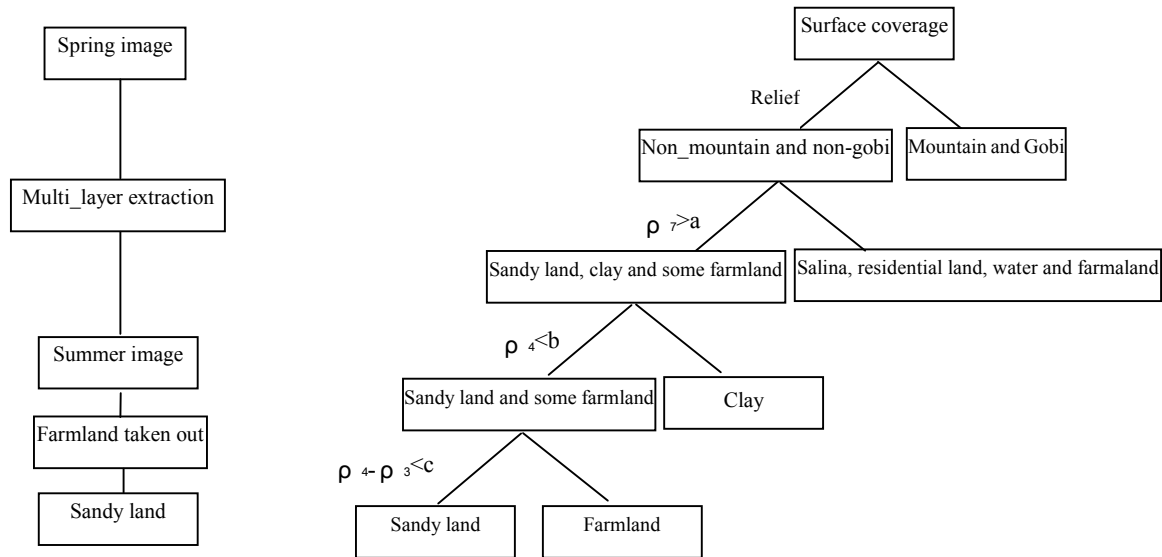 Spring image
Multi_layer extraction
Summer image
Farmland taken out
Sandy land
Surface coverage
Relief
Non_mountain and non-gobi
Mountain and Gobi
ρ 7>a
Sandy land, clay and some farmland
Salina, residential land, water and farmaland
ρ 4<b
Sandy land and some farmland
Clay
ρ 4- ρ 3<c
Sandy land
Farmland